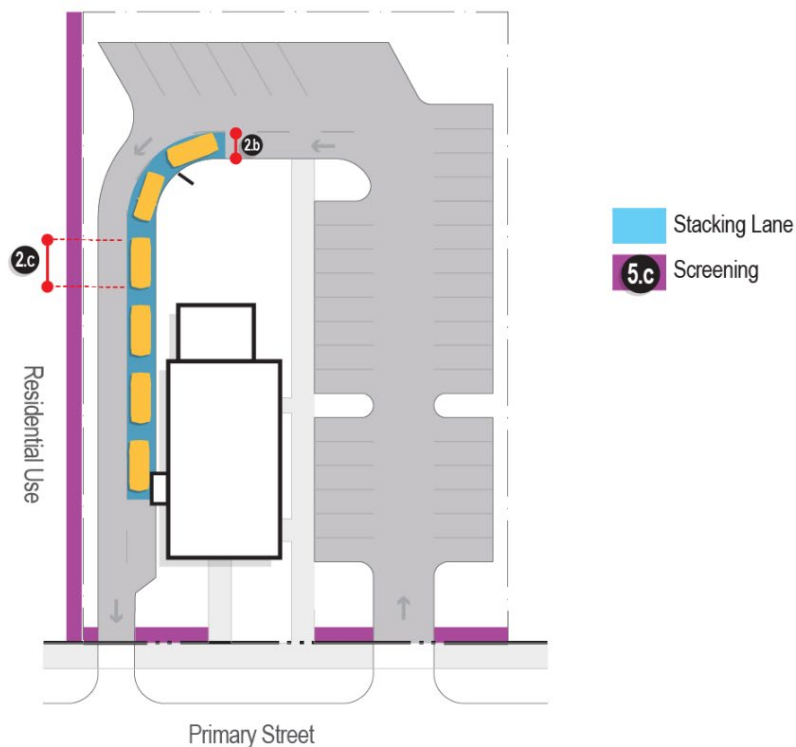 2.b
2.c
Residential Use
Primary Street
Stacking Lane
5.c Screening